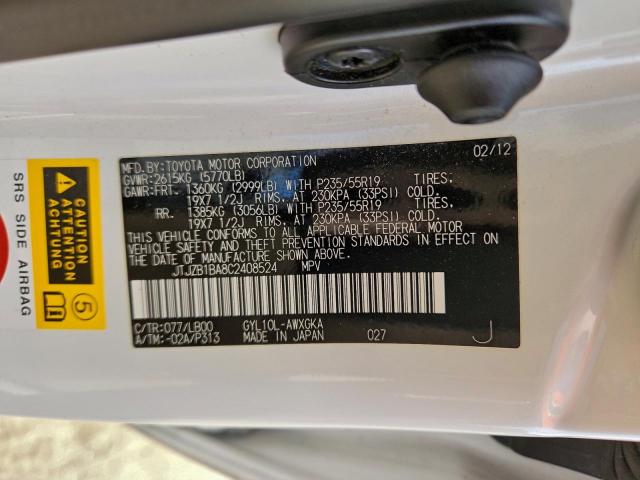 MFD.BY:TOYOTA MOTOR CORPORATION 02/12
GVWR:2615KG (5770LB)
GAWR:FRT. 1360KG (2999LB) WITH P235/55R19 TIRES,
19X7 1/2J RIMS, AT 230KPA (33PSI) COLD.
RR. 1385KG (3056LB) WITH P235/55R19 TIRES,
19X7 1/2J RIMS, AT 230KPA (33PSI) COLD.
THIS VEHICLE CONFORMS TO ALL APPLICABLE FEDERAL MOTOR
VEHICLE SAFETY AND THEFT PREVENTION STANDARDS IN EFFECT ON
THE DATE OF MANUFACTURE SHOWN ABOVE.
JTJZB1BA8C2408524 MPV
C/TR:077/LB00 GYL10L-AWXGKA
A/TM:-02A/P313 MADE IN JAPAN 027 J
SRS SIDE AIRBAG
CAUTION
ATTENTION
ACHTUNG
5